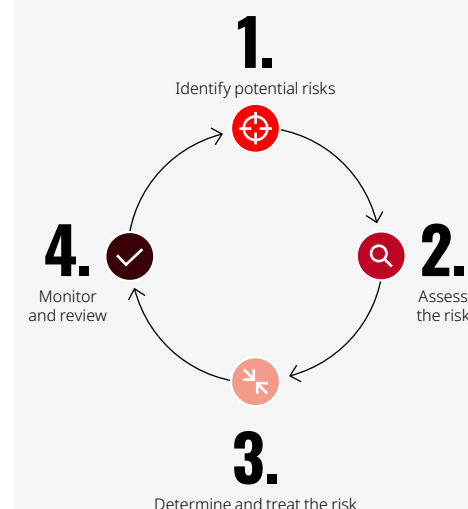 1.
Identify potential risks
2.
Assess
the risk
3.
Determine and treat the risk
4.
Monitor
and review